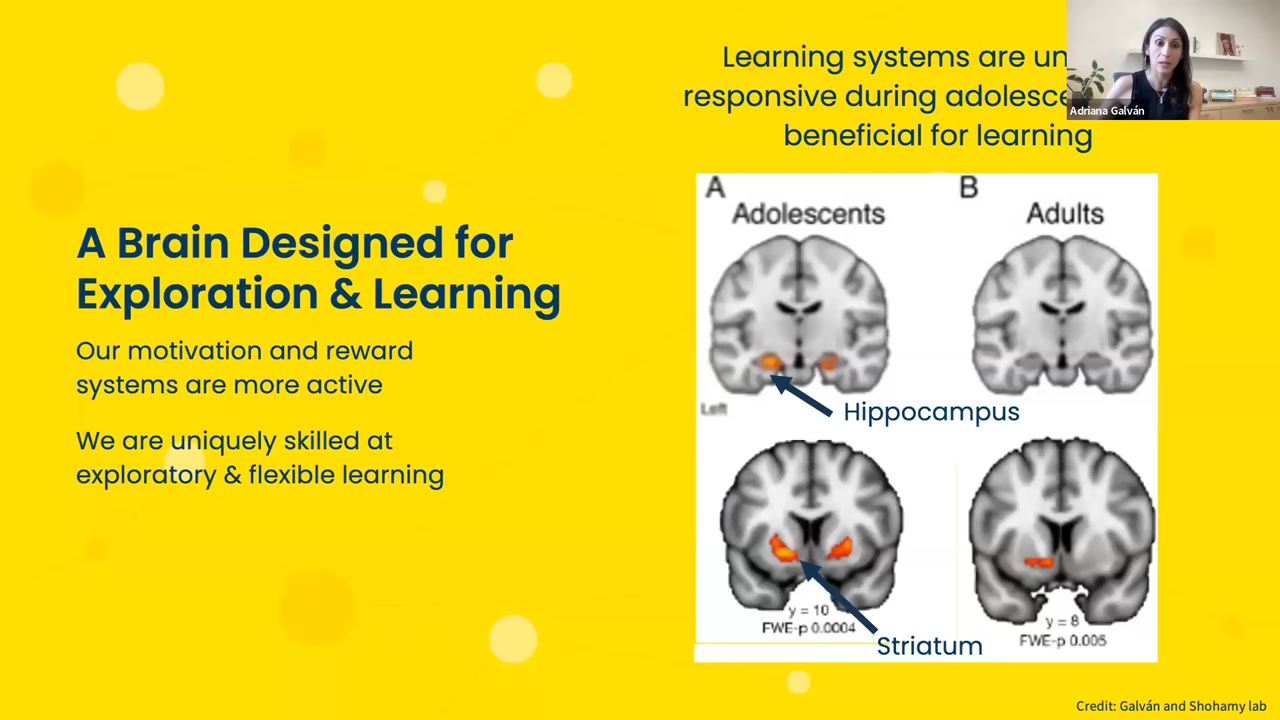 Learning systems are un
responsive during adolesce
beneficial for learning
Adriana Galván
A Brain Designed for
Exploration & Learning
Our motivation and reward
systems are more active
We are uniquely skilled at
exploratory & flexible learning
A
Adolescents
B
Adults
Left
Hippocampus
y = 10
FWE-p 0.0004
y = 8
FWE-p 0.005
Striatum
Credit: Galván and Shohamy lab